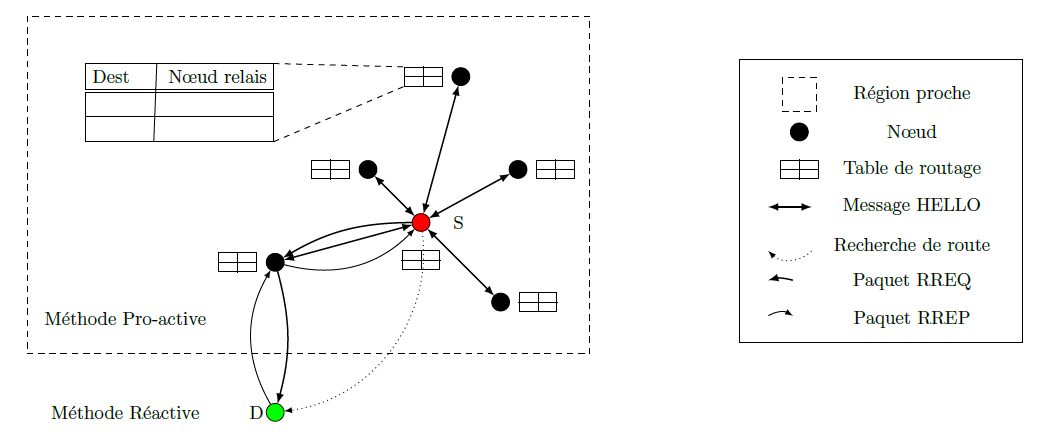 Dest Nœud relais
S
Méthode Pro-active
Méthode Réactive
D
Région proche
Nœud
Table de routage
Message HELLO
Recherche de route
Paquet RREQ
Paquet RREP